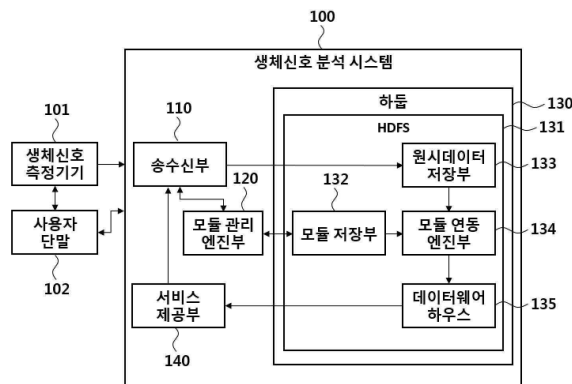 100
생체신호 분석 시스템
하둡
130
HDFS
131
101
110
생체신호
측정기기
송수신부
원시데이터
저장부
133
120
132
사용자
단말
모듈 관리
엔진부
모듈 저장부
모듈 연동
엔진부
134
102
서비스
제공부
데이터웨어
하우스
135
140